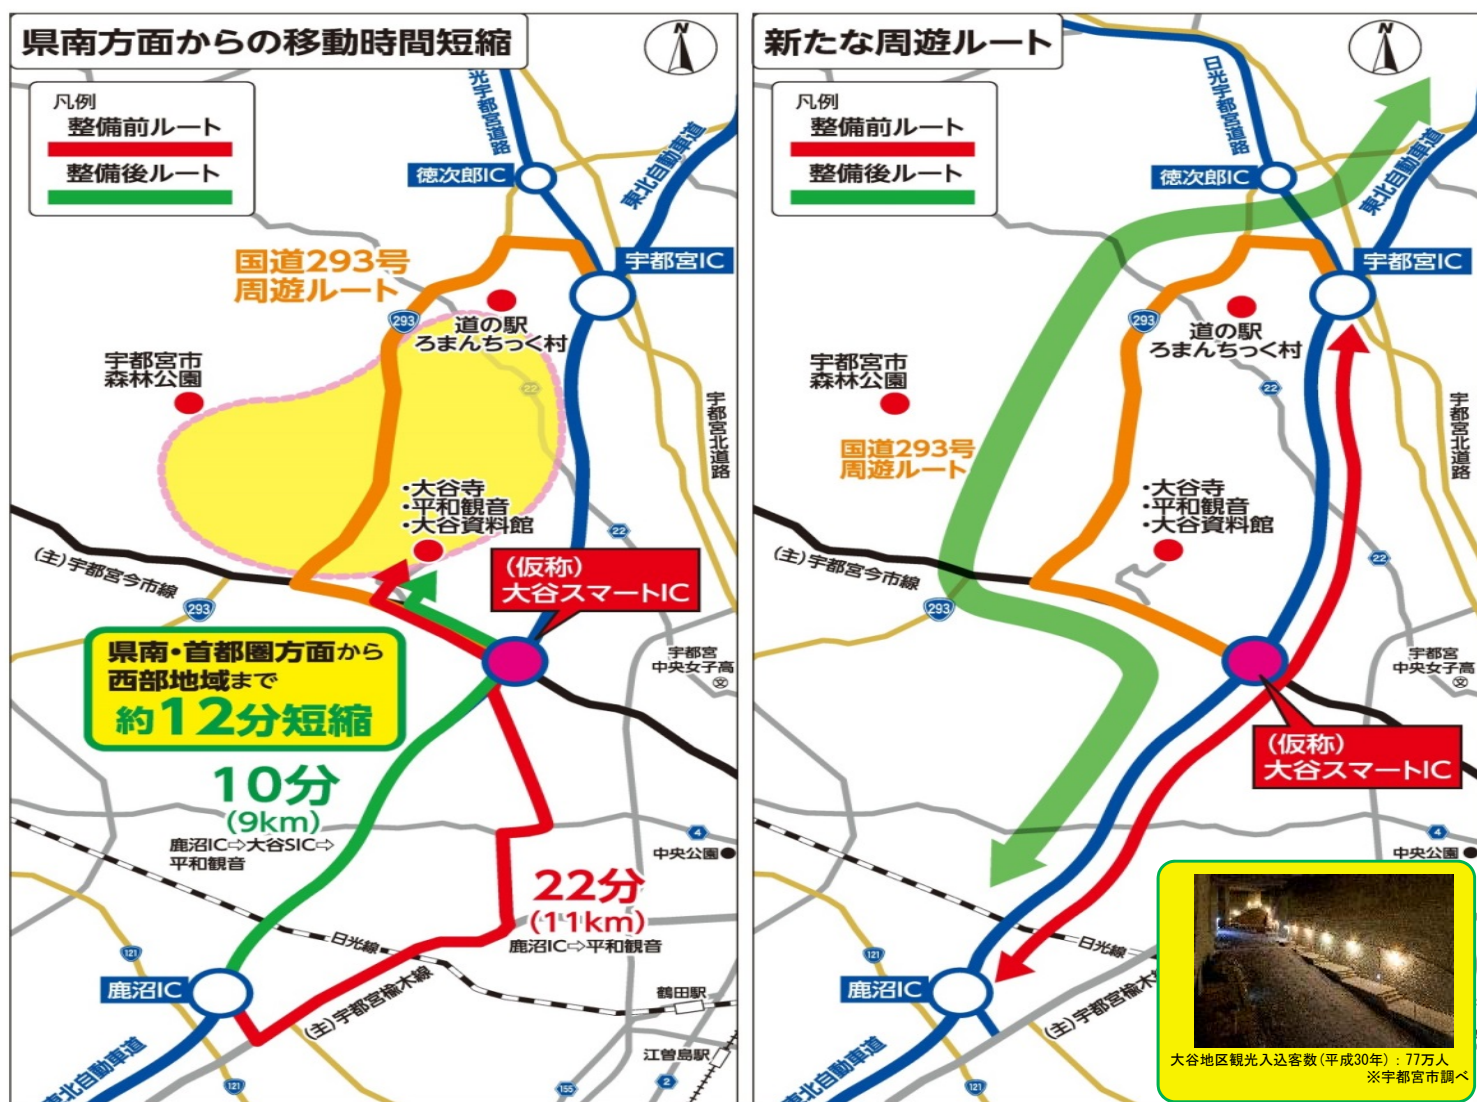 県南方面からの移動時間短縮
N
凡例
整備前ルート
整備後ルート
日光宇都宮道路
徳次郎IC
東北自動車道
宇都宮IC
国道293号
周遊ルート
293
道の駅
ろまんちっく村
宇都宮市
森林公園
22
宇都宮北道路
・大谷寺
・平和観音
・大谷資料館
22
(主)宇都宮今市線
(仮称)
大谷スマートIC
293
県南・首都圏方面から
西部地域まで
約12分短縮
宇都宮
中央女子高
文
10分
(9km)
鹿沼IC⇨大谷SIC⇨
平和観音
4
中央公園
22分
(11km)
鹿沼IC⇨平和観音
日光線
121
鹿沼IC
(主)宇都宮楡木線
鶴田駅
江曽島駅
東北自動車道
121
155
2
新たな周遊ルート
N
凡例
整備前ルート
整備後ルート
日光宇都宮道路
徳次郎IC
東北自動車道
宇都宮IC
293
道の駅
ろまんちっく村
宇都宮市
森林公園
22
宇都宮北道路
国道293号
周遊ルート
・大谷寺
・平和観音
・大谷資料館
22
(主)宇都宮今市線
293
宇都宮
中央女子高
文
(仮称)
大谷スマートIC
4
中央公園
日光線
121
鹿沼IC
(主)宇都宮楡木
東北自動車道
121
大谷地区観光入込客数(平成30年)：77万人
※宇都宮市調べ